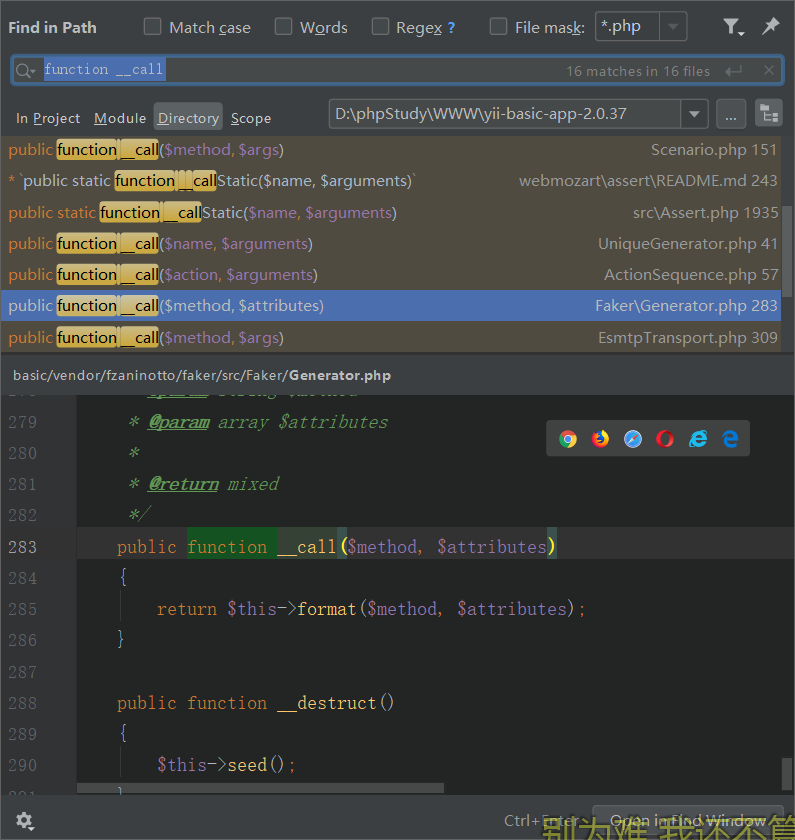 Find in Path Match case Words Regex ? File mask: *.php
function __call 16 matches in 16 files
In Project Module Directory Scope D:\phpStudy\WWW\yii-basic-app-2.0.37 ...
public function __call($method, $args) Scenario.php 151
* `public static function __callStatic($name, $arguments)` webmozart\assert\README.md 243
public static function __callStatic($name, $arguments) src\Assert.php 1935
public function __call($name, $arguments) UniqueGenerator.php 41
public function __call($action, $arguments) ActionSequence.php 57
public function __call($method, $attributes) Faker\Generator.php 283
public function __call($method, $args) EsmtpTransport.php 309
basic/vendor/fzaninotto/faker/src/Faker/Generator.php
279 * @param array $attributes
280 *
281 * @return mixed
282 */
283 public function __call($method, $attributes)
284 {
285 return $this->format($method, $attributes);
286 }
287
288 public function __destruct()
289 {
290 $this->seed();
Ctrl+Enter Open in Find Window